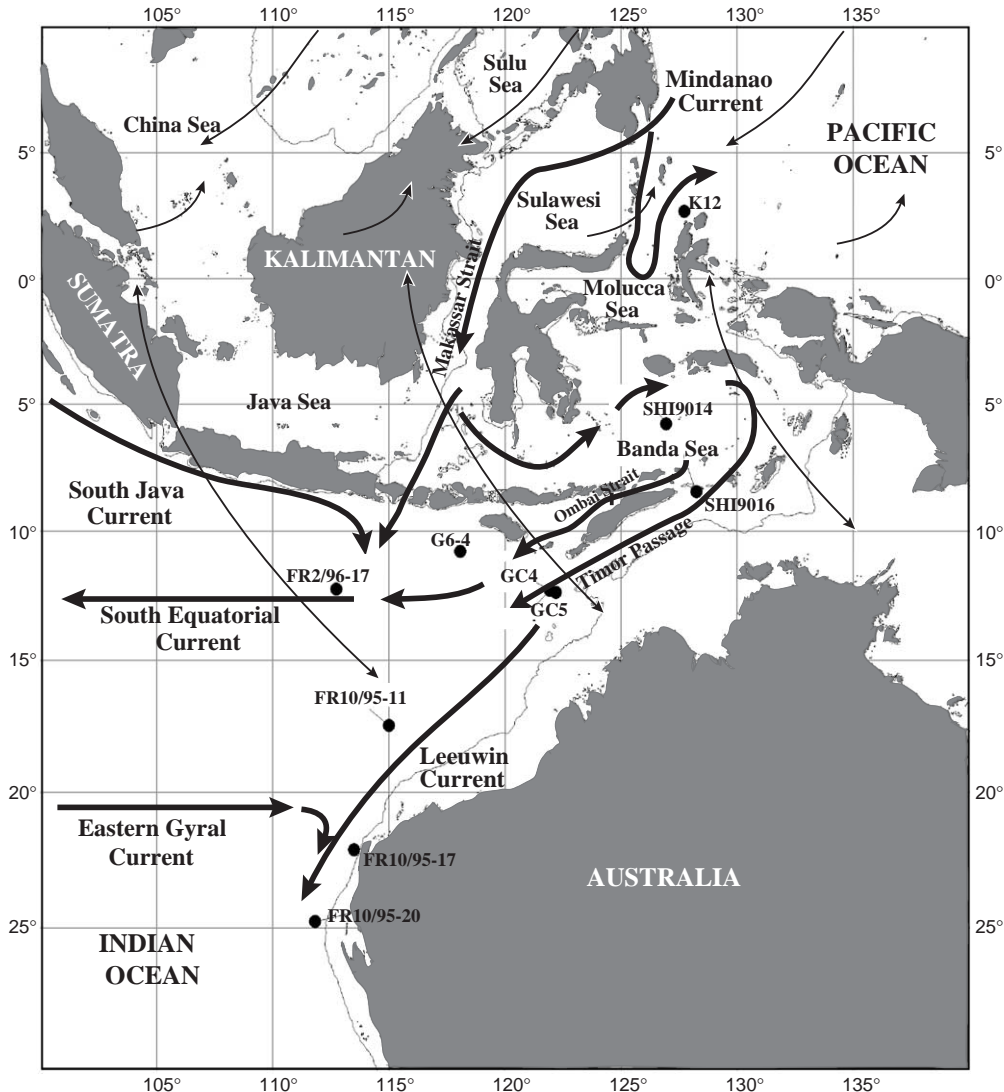 105° 110° 115° 120° 125° 130° 135°
Sulu
Sea
Mindanao
Current
China Sea
PACIFIC
OCEAN
5° 5°
Sulawesi
Sea
K12
KALIMANTAN
Makassar Strait
0° 0°
SUMATRA
Molucca
Sea
Java Sea
5° 5°
SHI9014
Banda Sea
South Java
Current
Ombai Strait
SHI9016
10° 10°
G6-4
Timor Passage
FR2/96-17
GC4
GC5
South Equatorial
Current
15° 15°
FR10/95-11
Leeuwin
Current
20° 20°
Eastern Gyral
Current
FR10/95-17
AUSTRALIA
FR10/95-20
25° 25°
INDIAN
OCEAN
105° 110° 115° 120° 125° 130° 135°